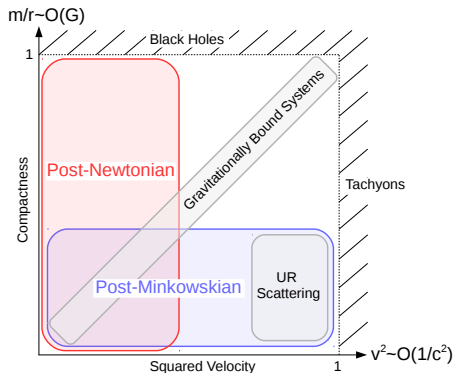 m/r~O(G)
Black Holes
1
Gravitationally Bound Systems
Post-Newtonian
Compactness
Tachyons
UR
Scattering
Post-Minkowskian
v²~O(1/c²)
Squared Velocity
1